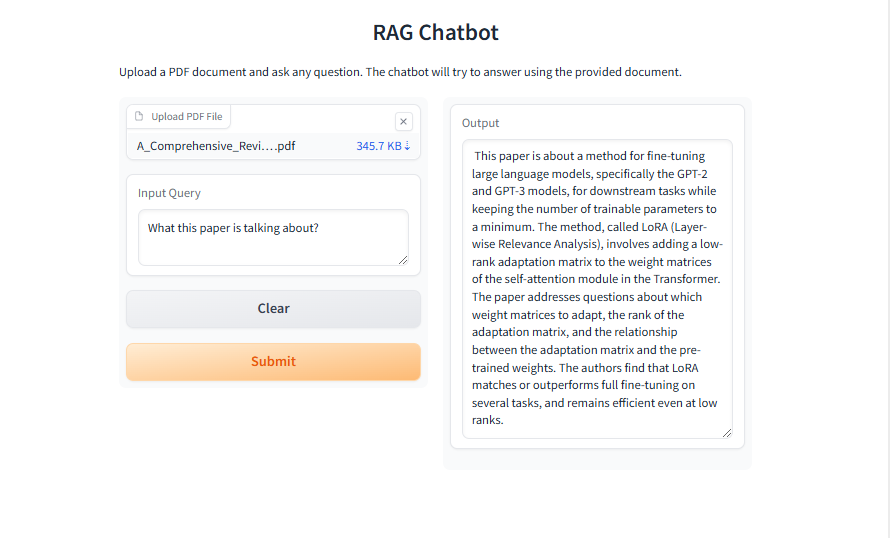 RAG Chatbot
Upload a PDF document and ask any question. The chatbot will try to answer using the provided document.
Upload PDF File
A_Comprehensive_Revi....pdf 345.7 KB⇣
Input Query
What this paper is talking about?
Clear
Submit
Output
This paper is about a method for fine-tuning
large language models, specifically the GPT-2
and GPT-3 models, for downstream tasks while
keeping the number of trainable parameters to
a minimum. The method, called LoRA (Layer-
wise Relevance Analysis), involves adding a low-
rank adaptation matrix to the weight matrices
of the self-attention module in the Transformer.
The paper addresses questions about which
weight matrices to adapt, the rank of the
adaptation matrix, and the relationship
between the adaptation matrix and the pre-
trained weights. The authors find that LoRA
matches or outperforms full fine-tuning on
several tasks, and remains efficient even at low
ranks.